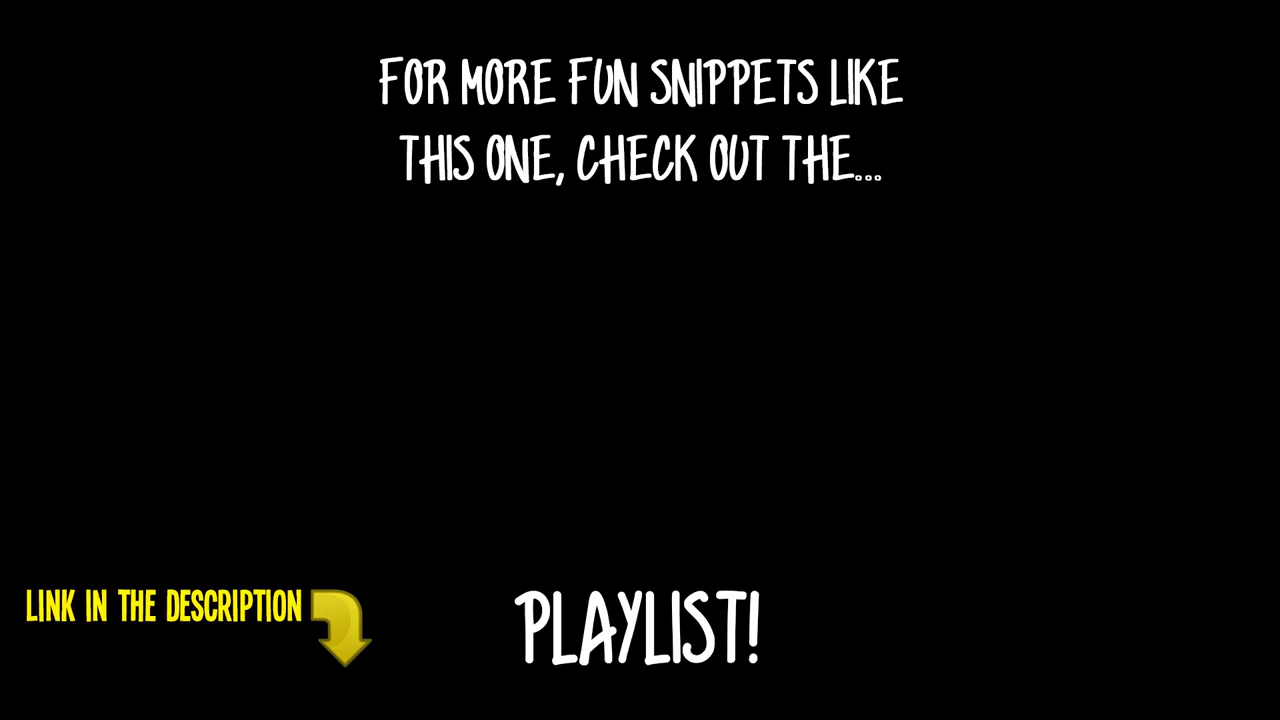 FOR MORE FUN SNIPPETS LIKE
THIS ONE, CHECK OUT THE...
LINK IN THE DESCRIPTION
PLAYLIST!